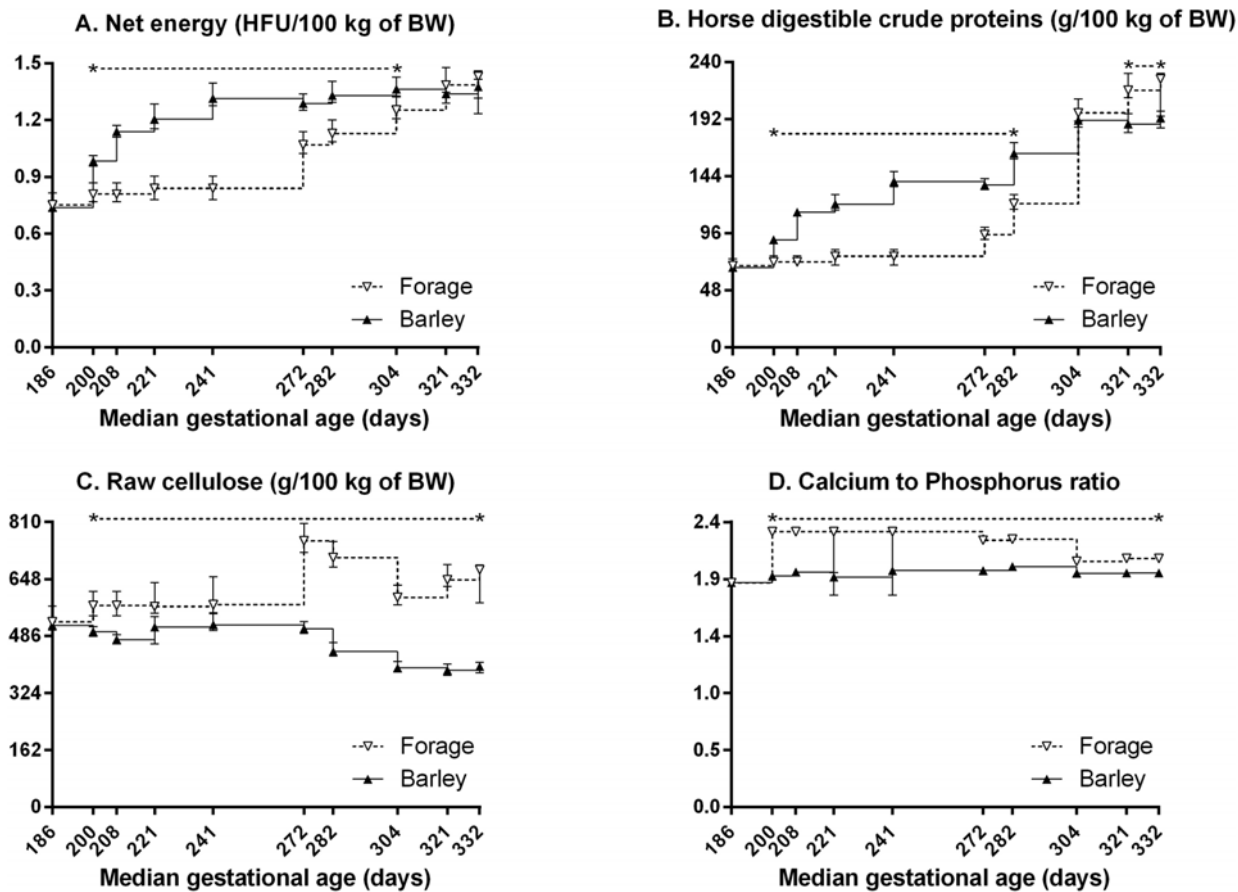 A. Net energy (HFU/100 kg of BW)
1.5
1.2
0.9
0.6
0.3
0.0
* *
Forage
Barley
186 200 208 221 241 272 282 304 321 332
Median gestational age (days)
B. Horse digestible crude proteins (g/100 kg of BW)
240
192
144
96
48
0
* *
* *
Forage
Barley
186 200 208 221 241 272 282 304 321 332
Median gestational age (days)
C. Raw cellulose (g/100 kg of BW)
810
648
486
324
162
0
* *
Forage
Barley
186 200 208 221 241 272 282 304 321 332
Median gestational age (days)
D. Calcium to Phosphorus ratio
2.4
1.9
1.4
1.0
0.5
0.0
* *
Forage
Barley
186 200 208 221 241 272 282 304 321 332
Median gestational age (days)